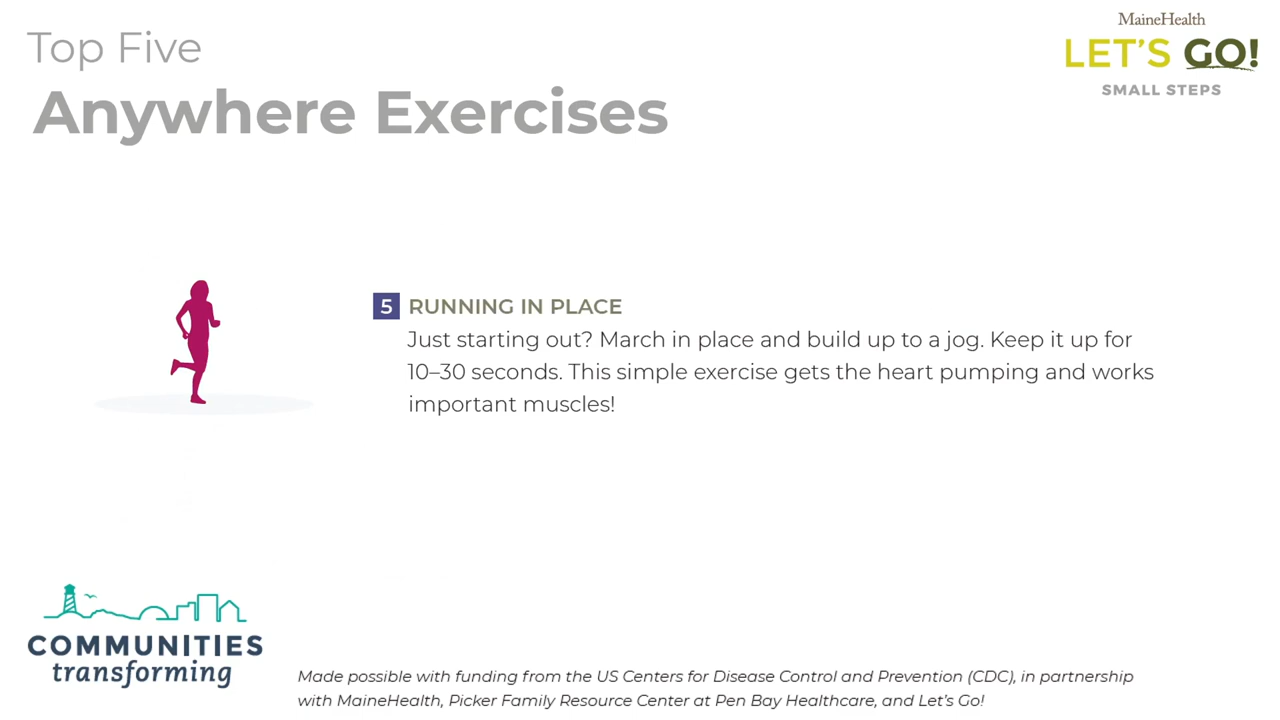 Top Five
Anywhere Exercises
MaineHealth
LET'S GO!
SMALL STEPS
5 RUNNING IN PLACE
Just starting out? March in place and build up to a jog. Keep it up for
10–30 seconds. This simple exercise gets the heart pumping and works
important muscles!
COMMUNITIES
transforming
Made possible with funding from the US Centers for Disease Control and Prevention (CDC), in partnership
with MaineHealth, Picker Family Resource Center at Pen Bay Healthcare, and Let's Go!